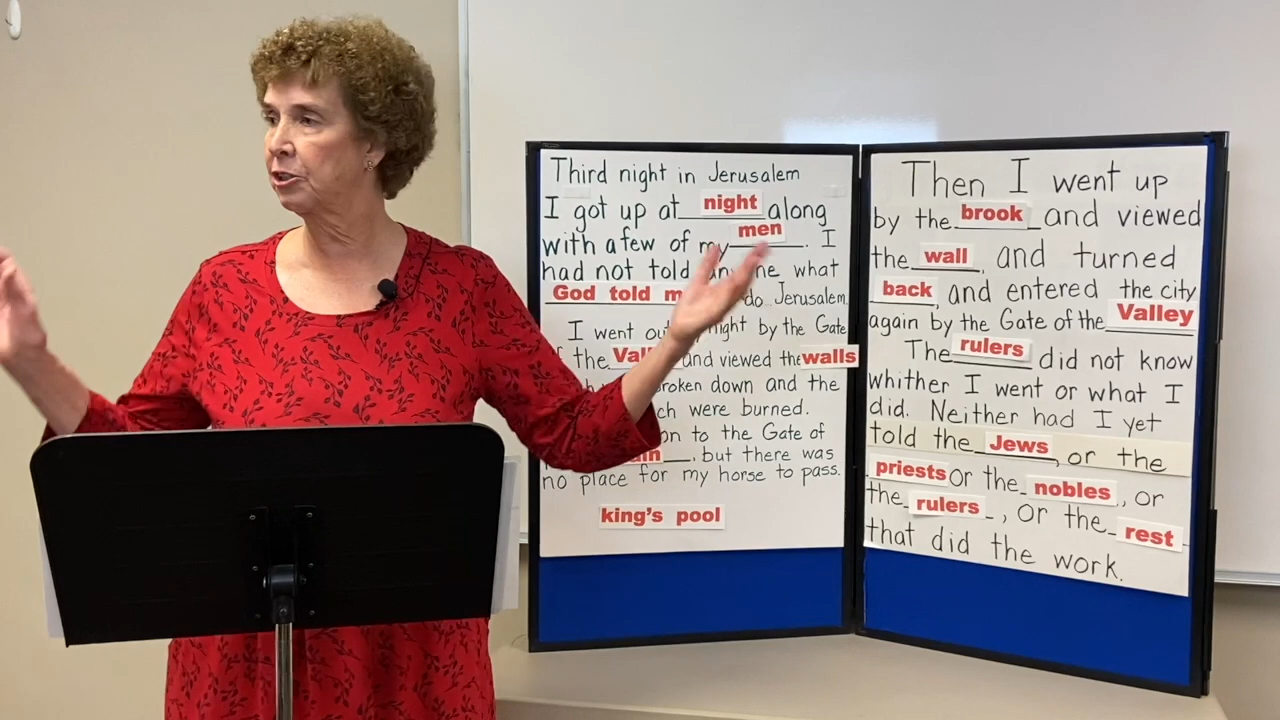 Third night in Jerusalem
I got up at night along
with a few of my men. I
had not told what
God told do Jerusalem.
I went out by the Gate
the and viewed the walls
broken down and the
were burned.
to the Gate of
, but there was
no place for my horse to pass.
king's pool
Then I went up
by the brook and viewed
the wall, and turned
back, and entered the city
again by the Gate of the Valley
The rulers did not know
whither I went or what I
did. Neither had I yet
told the Jews, or the
priests or the nobles, or
the rulers, or the rest
that did the work.